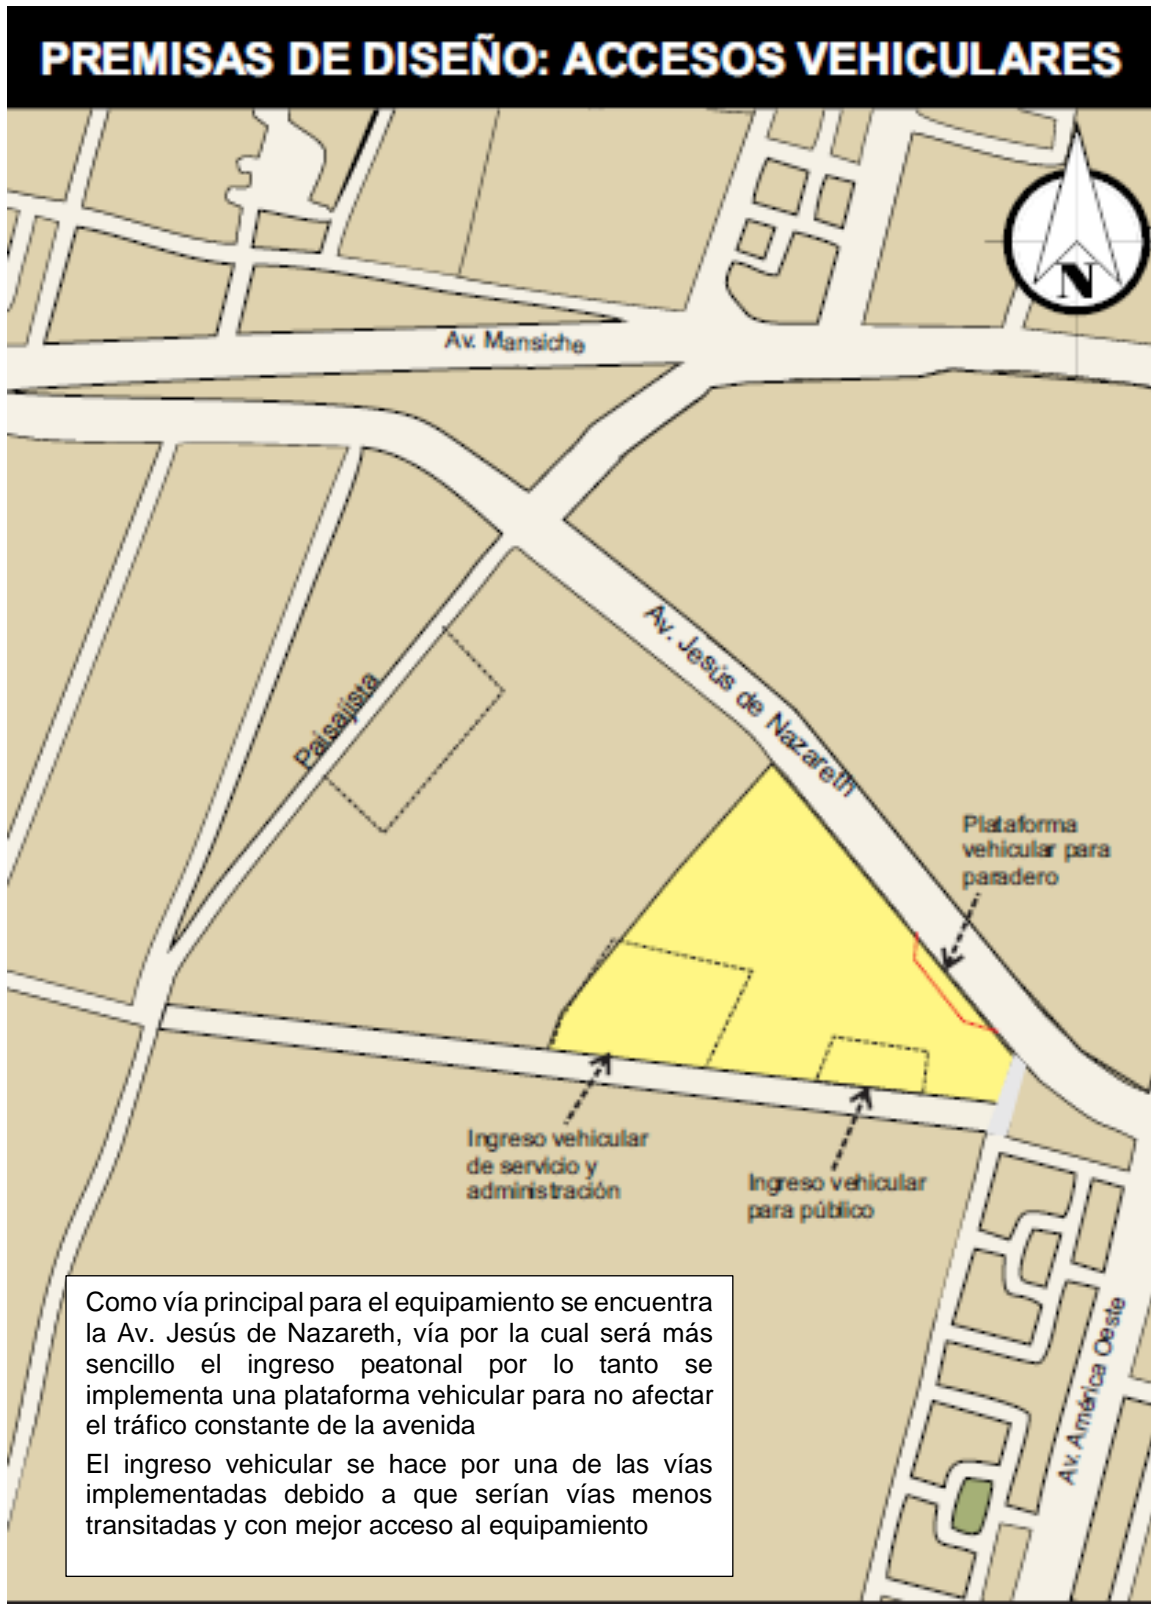 PREMISAS DE DISEÑO: ACCESOS VEHICULARES
N
Av. Mansiche
Av. Jesús de Nazareth
Paisajista
Plataforma
vehicular para
paradero
Ingreso vehicular
de servicio y
administración
Ingreso vehicular
para público
Av. América Oeste
Como vía principal para el equipamiento se encuentra
la Av. Jesús de Nazareth, vía por la cual será más
sencillo el ingreso peatonal por lo tanto se
implementa una plataforma vehicular para no afectar
el tráfico constante de la avenida
El ingreso vehicular se hace por una de las vías
implementadas debido a que serían vías menos
transitadas y con mejor acceso al equipamiento